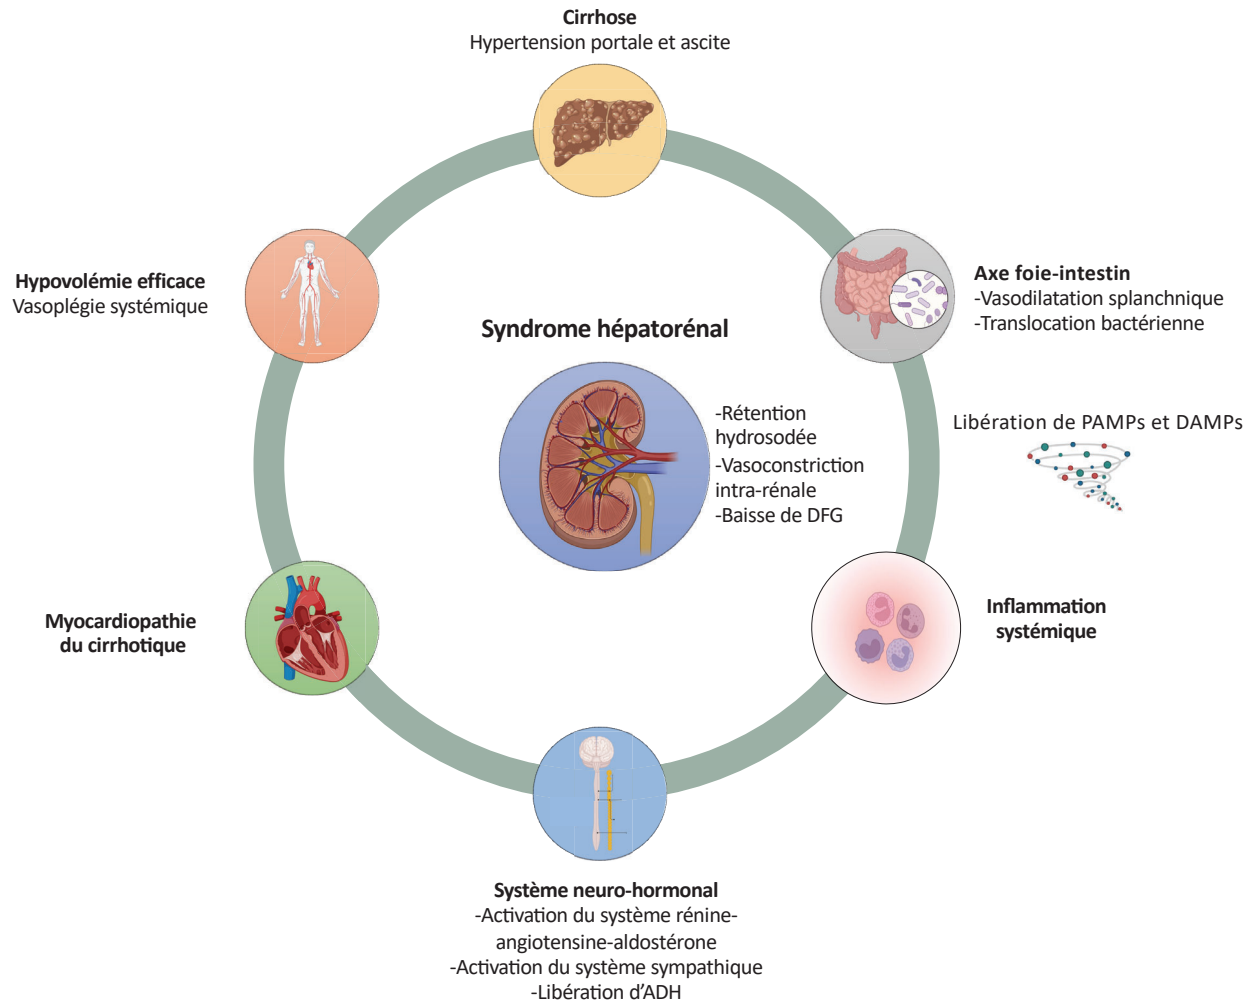 Cirrhose
Hypertension portale et ascite
Hypovolémie efficace
Vasoplégie systémique
Axe foie-intestin
-Vasodilatation splanchnique
-Translocation bactérienne
Syndrome hépatorénal
-Rétention
hydrosodée
-Vasoconstriction
intra-rénale
-Baisse de DFG
Libération de PAMPs et DAMPs
Myocardiopathie
du cirrhotique
Inflammation
systémique
Système neuro-hormonal
-Activation du système rénine-
angiotensine-aldostérone
-Activation du système sympathique
-Libération d’ADH